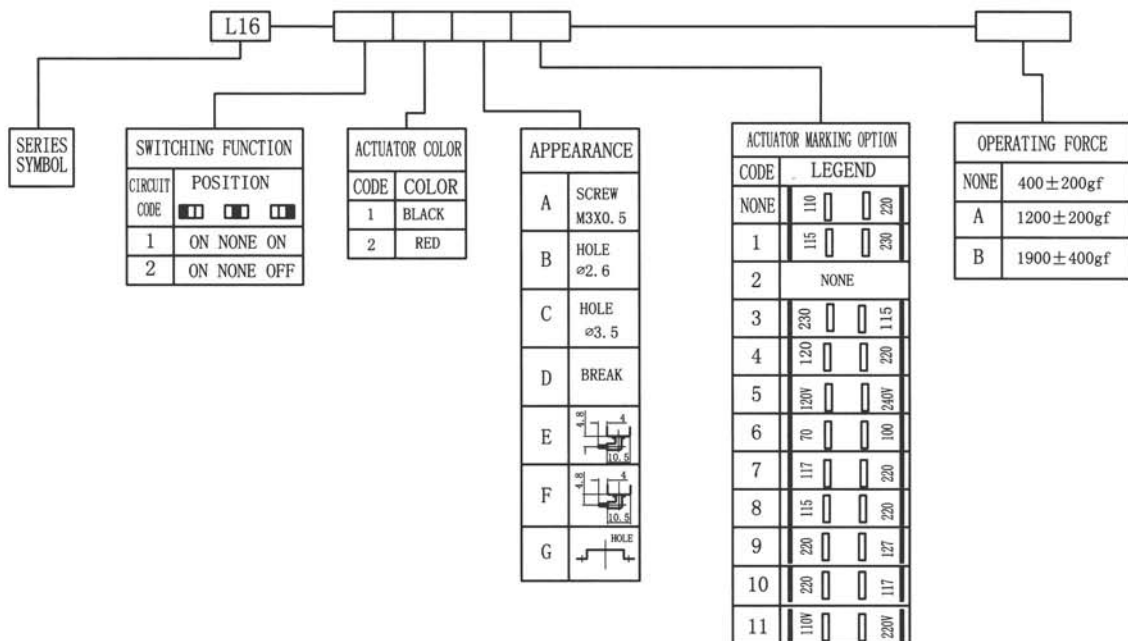 L16
SERIES
SYMBOL
SWITCHING FUNCTION
CIRCUIT
CODE
POSITION
1 ON NONE ON
2 ON NONE OFF
ACTUATOR COLOR
CODE COLOR
1 BLACK
2 RED
APPEARANCE
A SCREW
M3X0.5
B HOLE
⌀2.6
C HOLE
⌀3.5
D BREAK
E 4.8 4
10.5
F 4.8 4
10.5
G HOLE
ACTUATOR MARKING OPTION
CODE LEGEND
NONE 110 220
1 115 230
2 NONE
3 230 115
4 120 220
5 120V 240V
6 70 100
7 117 220
8 115 220
9 220 127
10 220 117
11 110V 220V
OPERATING FORCE
NONE 400±200gf
A 1200±200gf
B 1900±400gf